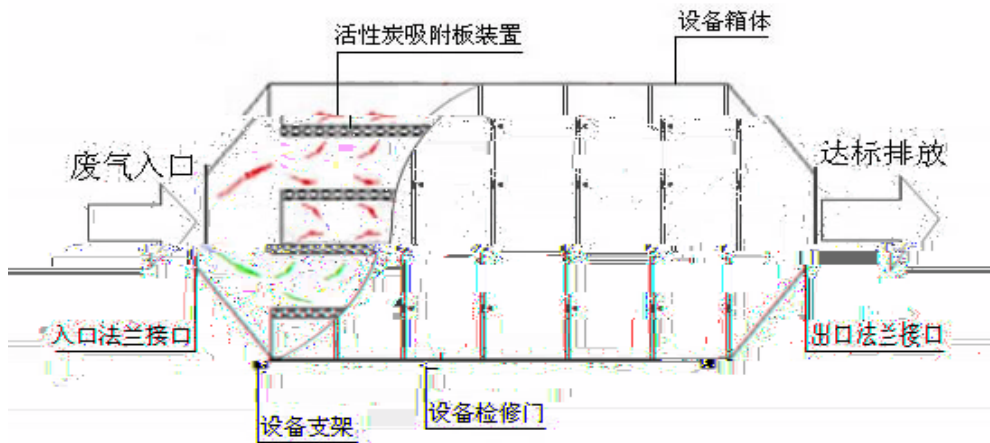 活性炭吸附板装置
设备箱体
废气入口
达标排放
入口法兰接口
出口法兰接口
设备支架
设备检修门